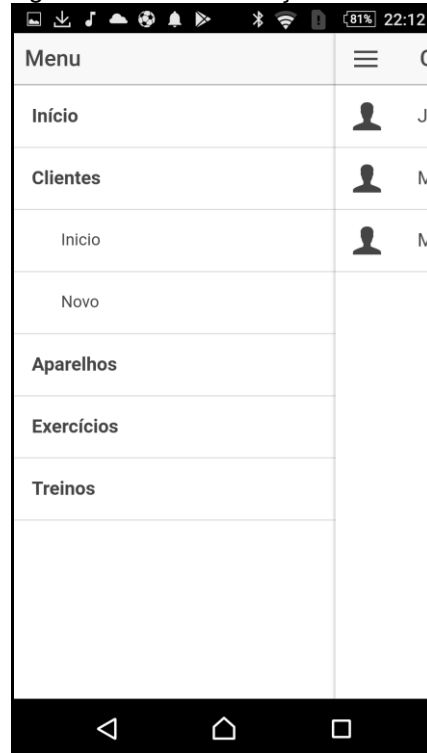 81% 22:12
Menu
Início
Clientes
Inicio
Novo
Aparelhos
Exercícios
Treinos
J
M
M